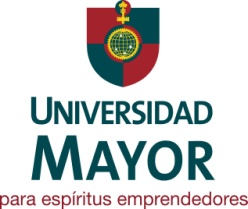 UNIVERSIDAD
MAYOR
para espíritus emprendedores